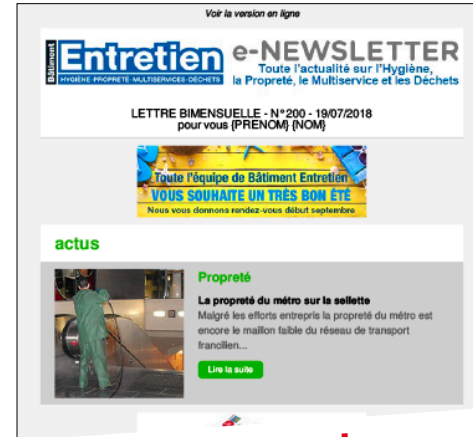 Voir la version en ligne
Bâtiment
Entretien
HYGIÈNE-PROPRETÉ-MULTISERVICES-DÉCHETS
e-NEWSLETTER
Toute l'actualité sur l'Hygiène,
la Propreté, le Multiservice et les Déchets
LETTRE BIMENSUELLE - N°200 - 19/07/2018
pour vous {PRENOM} {NOM}
Toute l'équipe de Bâtiment Entretien
VOUS SOUHAITE UN TRÈS BON ÉTÉ
Nous vous donnons rendez-vous début septembre
actus
Propreté
La propreté du métro sur la sellette
Malgré les efforts entrepris la propreté du métro est
encore le maillon faible du réseau de transport
francilien...
Lire la suite